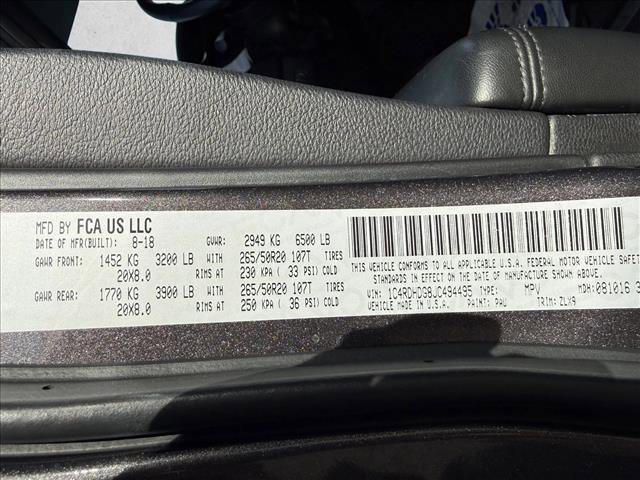 MFD BY FCA US LLC
DATE OF MFR(BUILT): 8-18 GVWR: 2949 KG 6500 LB
GAWR FRONT: 1452 KG 3200 LB WITH 265/50R20 107T TIRES
20X8.0 RIMS AT 230 KPA ( 33 PSI) COLD
GAWR REAR: 1770 KG 3900 LB WITH 265/50R20 107T TIRES
20X8.0 RIMS AT 250 KPA ( 36 PSI) COLD
THIS VEHICLE CONFORMS TO ALL APPLICABLE U.S.A. FEDERAL MOTOR VEHICLE SAFETY
STANDARDS IN EFFECT ON THE DATE OF MANUFACTURE SHOWN ABOVE.
VIN: 1C4RDHDG8JC494495 TYPE: MPV MDH: 081016 3
VEHICLE MADE IN U.S.A. PAINT: PAU TRIM: ZLX9